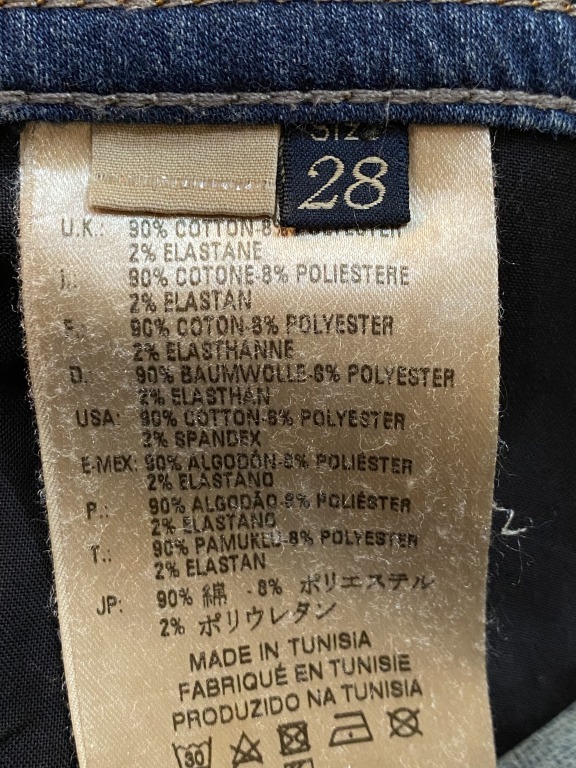 SIZE
28
U.K.: 90% COTTON-8% POLYESTER
2% ELASTANE
I.: 90% COTONE-8% POLIESTERE
2% ELASTAN
F.: 90% COTON-8% POLYESTER
2% ELASTHANNE
D. 90% BAUMWOLLE-8% POLYESTER
2% ELASTHAN
USA: 90% COTTON-8% POLYESTER
2% SPANDEX
E-MEX: 90% ALGODÓN-8% POLIÉSTER
2% ELASTANO
P.: 90% ALGODÃO-8% POLIÉSTER
2% ELASTANO
T.: 90% PAMUKLU-8% POLYESTER
2% ELASTAN
JP: 90% 綿 -8% ポリエステル
2% ポリウレタン
MADE IN TUNISIA
FABRIQUÉ EN TUNISIE
PRODUZIDO NA TUNISIA
30